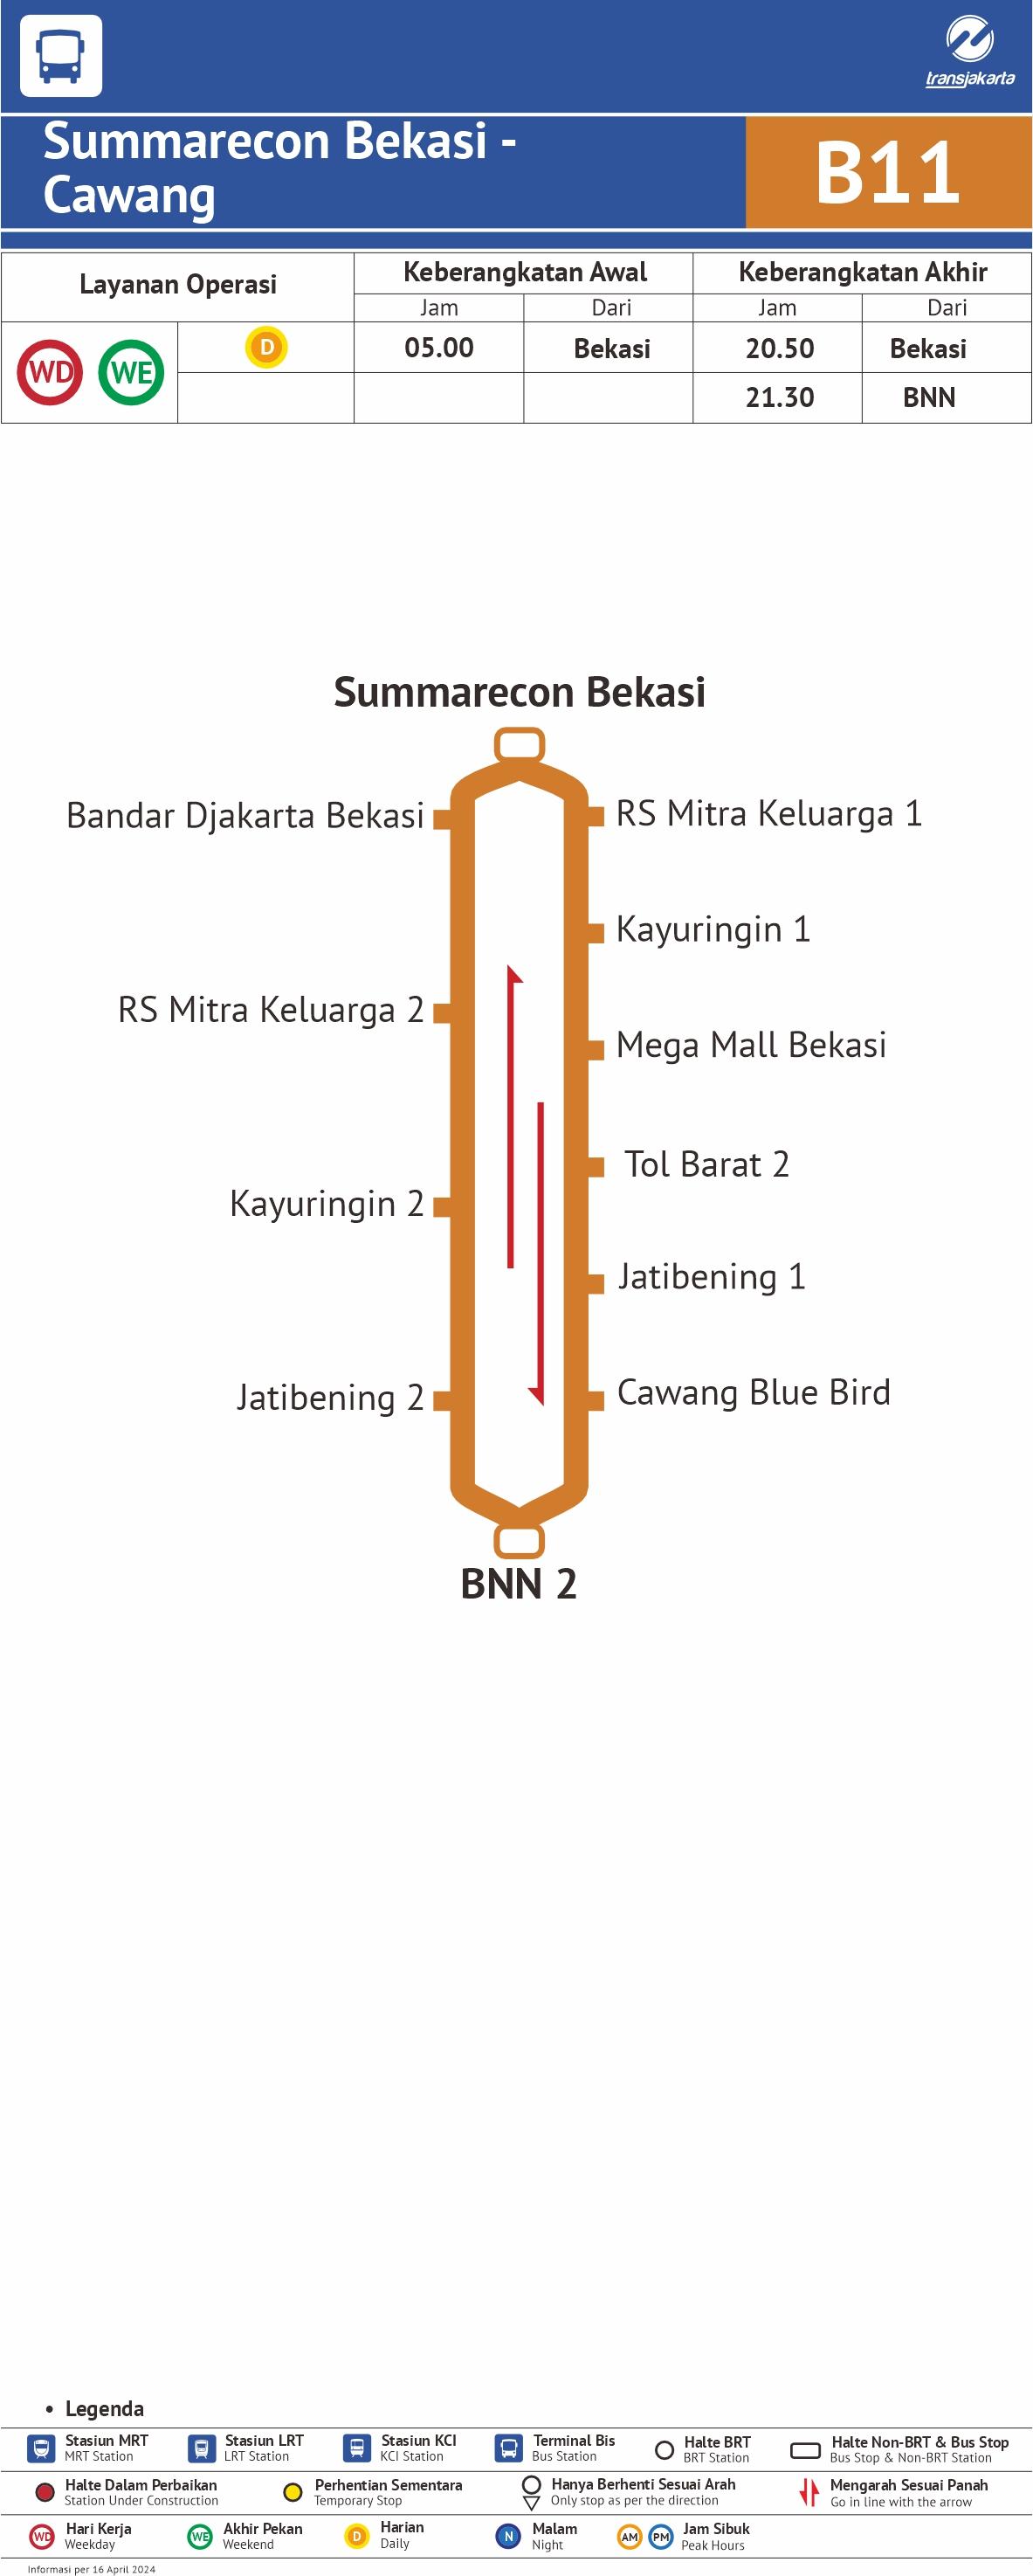 transjakarta
Summarecon Bekasi -
Cawang
B11
Layanan Operasi
Keberangkatan Awal
Keberangkatan Akhir
Jam
Dari
Jam
Dari
WD
WE
D
05.00
Bekasi
20.50
Bekasi
21.30
BNN
Summarecon Bekasi
Bandar Djakarta Bekasi
RS Mitra Keluarga 1
Kayuringin 1
RS Mitra Keluarga 2
Mega Mall Bekasi
Tol Barat 2
Kayuringin 2
Jatibening 1
Jatibening 2
Cawang Blue Bird
BNN 2
• Legenda
Stasiun MRT
MRT Station
Stasiun LRT
LRT Station
Stasiun KCI
KCI Station
Terminal Bis
Bus Station
Halte BRT
BRT Station
Halte Non-BRT & Bus Stop
Bus Stop & Non-BRT Station
Halte Dalam Perbaikan
Station Under Construction
Perhentian Sementara
Temporary Stop
Hanya Berhenti Sesuai Arah
Only stop as per the direction
Mengarah Sesuai Panah
Go in line with the arrow
WD
Hari Kerja
Weekday
WE
Akhir Pekan
Weekend
D
Harian
Daily
N
Malam
Night
AM
PM
Jam Sibuk
Peak Hours
Informasi per 16 April 2024